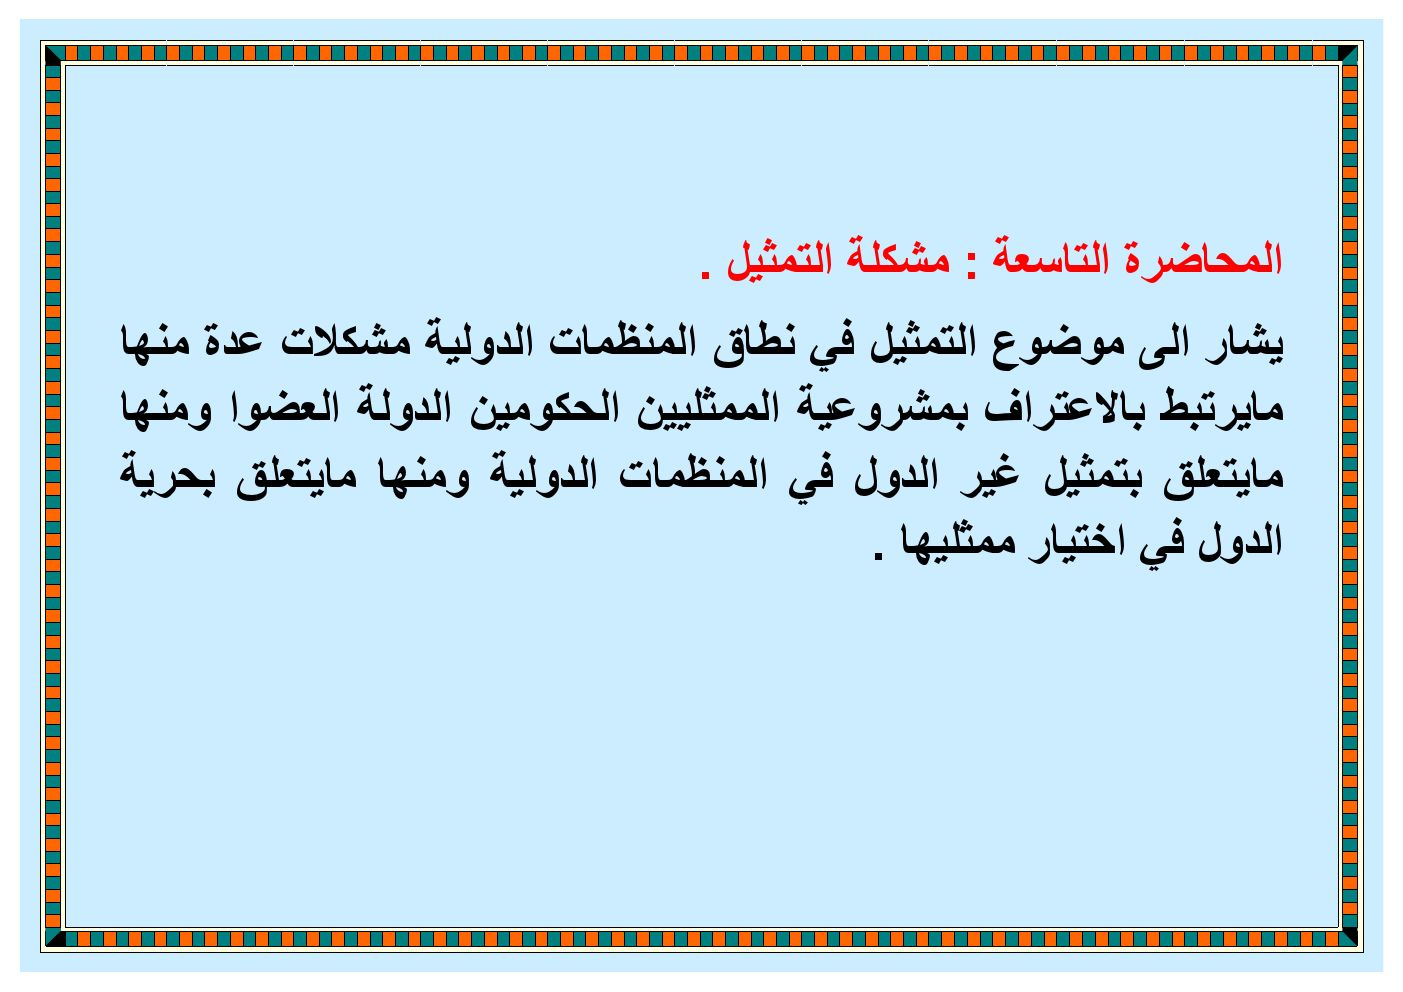 المحاضرة التاسعة : مشكلة التمثيل .
يشار الى موضوع التمثيل في نطاق المنظمات الدولية مشكلات عدة منها
مايرتبط بالاعتراف بمشروعية الممثليين الحكومين الدولة العضوا ومنها
مايتعلق بتمثيل غير الدول في المنظمات الدولية ومنها مايتعلق بحرية
الدول في اختيار ممثليها .